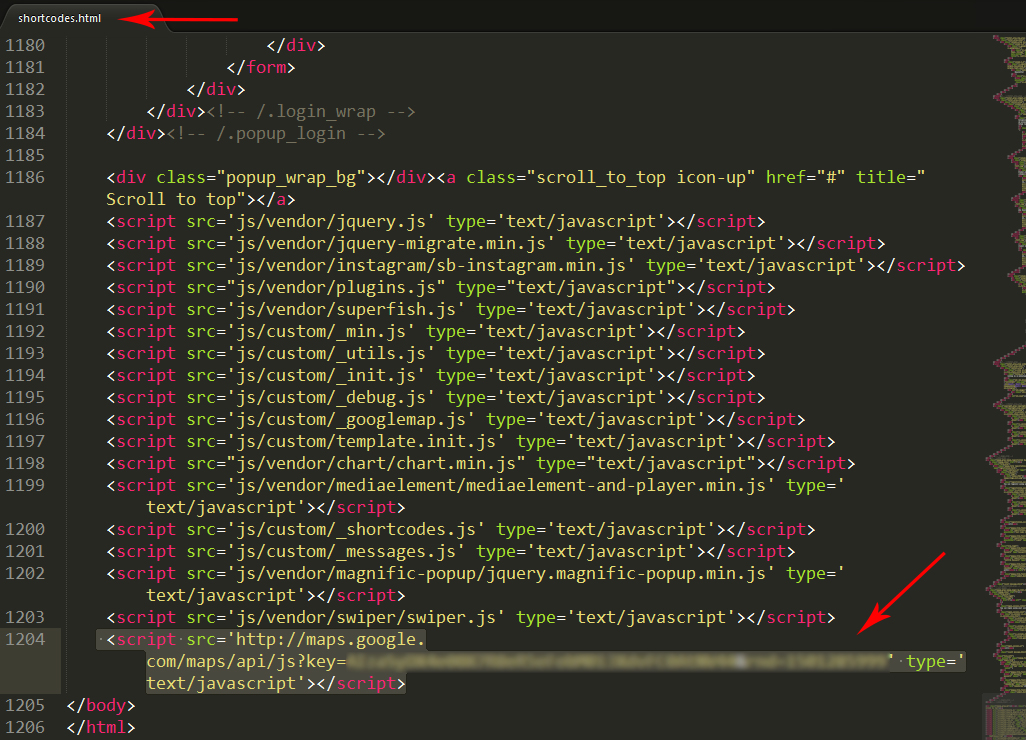 shortcodes.html
1180 </div>
1181 </form>
1182 </div>
1183 </div><!-- /.login_wrap -->
1184 </div><!-- /.popup_login -->
1185
1186 <div class="popup_wrap_bg"></div><a class="scroll_to_top icon-up" href="#" title="
Scroll to top"></a>
1187 <script src='js/vendor/jquery.js' type='text/javascript'></script>
1188 <script src='js/vendor/jquery-migrate.min.js' type='text/javascript'></script>
1189 <script src='js/vendor/instagram/sb-instagram.min.js' type='text/javascript'></script>
1190 <script src="js/vendor/plugins.js" type="text/javascript"></script>
1191 <script src='js/vendor/superfish.js' type='text/javascript'></script>
1192 <script src='js/custom/_min.js' type='text/javascript'></script>
1193 <script src='js/custom/_utils.js' type='text/javascript'></script>
1194 <script src='js/custom/_init.js' type='text/javascript'></script>
1195 <script src='js/custom/_debug.js' type='text/javascript'></script>
1196 <script src='js/custom/_googlemap.js' type='text/javascript'></script>
1197 <script src='js/custom/template.init.js' type='text/javascript'></script>
1198 <script src="js/vendor/chart/chart.min.js" type="text/javascript"></script>
1199 <script src='js/vendor/mediaelement/mediaelement-and-player.min.js' type='
text/javascript'></script>
1200 <script src='js/custom/_shortcodes.js' type='text/javascript'></script>
1201 <script src='js/custom/_messages.js' type='text/javascript'></script>
1202 <script src='js/vendor/magnific-popup/jquery.magnific-popup.min.js' type='
text/javascript'></script>
1203 <script src='js/vendor/swiper/swiper.js' type='text/javascript'></script>
1204 <script src='http://maps.google.
com/maps/api/js?key= ' type='
text/javascript'></script>
1205 </body>
1206 </html>